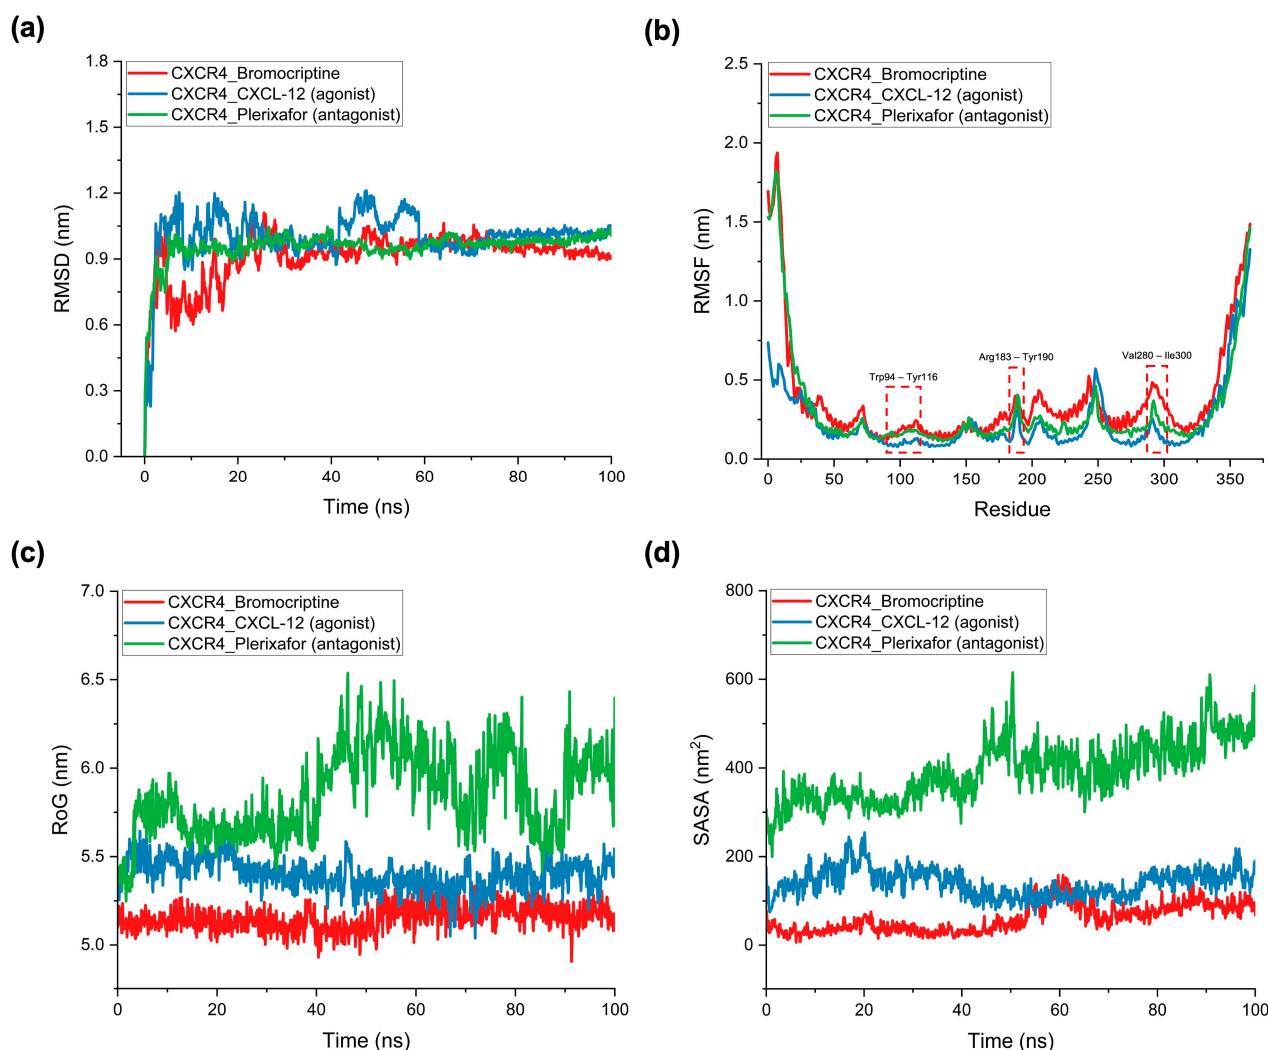 (a)
1.8
1.5
1.2
0.9
0.6
0.3
0.0
RMSD (nm)
CXCR4_Bromocriptine
CXCR4_CXCL-12 (agonist)
CXCR4_Plerixafor (antagonist)
0 20 40 60 80 100
Time (ns)
(b)
2.5
2.0
1.5
1.0
0.5
0.0
RMSF (nm)
CXCR4_Bromocriptine
CXCR4_CXCL-12 (agonist)
CXCR4_Plerixafor (antagonist)
Trp94 – Tyr116
Arg183 – Tyr190
Val280 – Ile300
0 50 100 150 200 250 300 350
Residue
(c)
7.0
6.5
6.0
5.5
5.0
RoG (nm)
CXCR4_Bromocriptine
CXCR4_CXCL-12 (agonist)
CXCR4_Plerixafor (antagonist)
0 20 40 60 80 100
Time (ns)
(d)
800
600
400
200
0
SASA (nm²)
CXCR4_Bromocriptine
CXCR4_CXCL-12 (agonist)
CXCR4_Plerixafor (antagonist)
0 20 40 60 80 100
Time (ns)